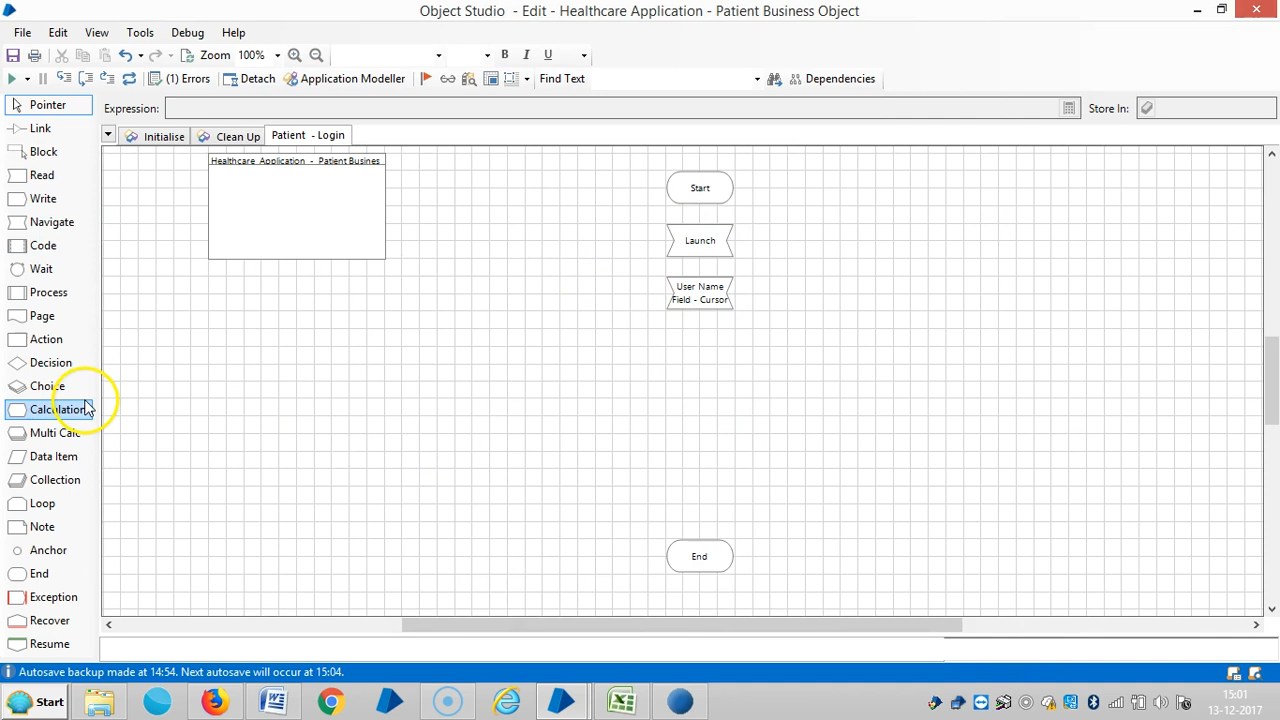 Object Studio - Edit - Healthcare Application - Patient Business Object
File Edit View Tools Debug Help
Zoom 100% B I U
(1) Errors Detach Application Modeller Find Text Dependencies
Pointer Expression: Store In:
Link
Initialise Clean Up Patient - Login
Block
Healthcare Application - Patient Busines
Read
Start
Write
Navigate
Launch
Code
Wait
User Name
Field - Cursor
Process
Page
Action
Decision
Choice
Calculation
Multi Calc
Data Item
Collection
Loop
Note
Anchor
End
End
Exception
Recover
Resume
Autosave backup made at 14:54. Next autosave will occur at 15:04.
Start
15:01
13-12-2017